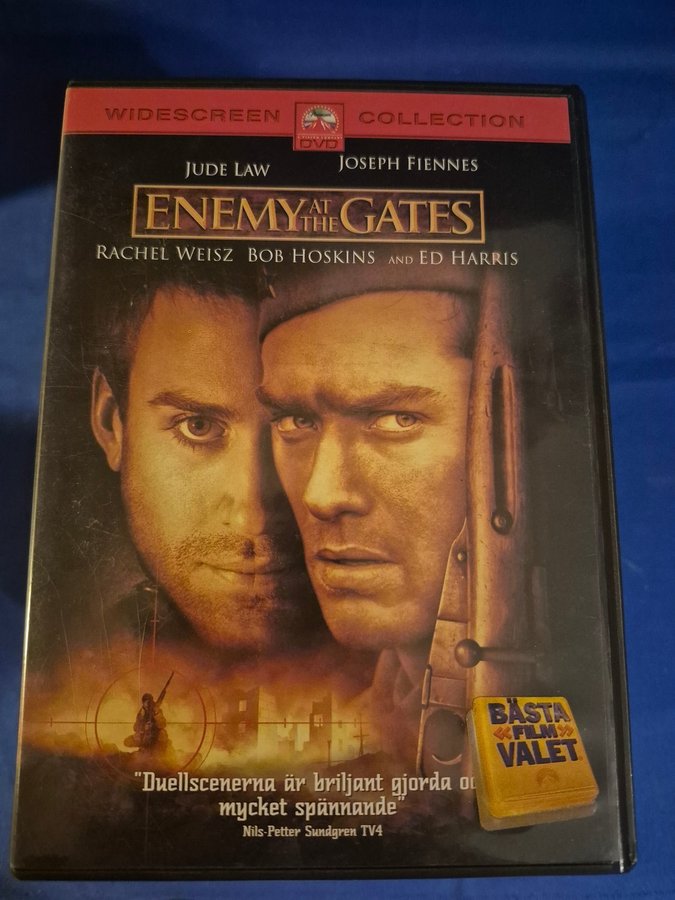 WIDESCREEN DVD COLLECTION
JUDE LAW JOSEPH FIENNES
ENEMY AT THE GATES
RACHEL WEISZ BOB HOSKINS AND ED HARRIS
BÄSTA
«FILM»
VALET
"Duellscenerna är briljant gjorda oc
mycket spännande"
Nils-Petter Sundgren TV4